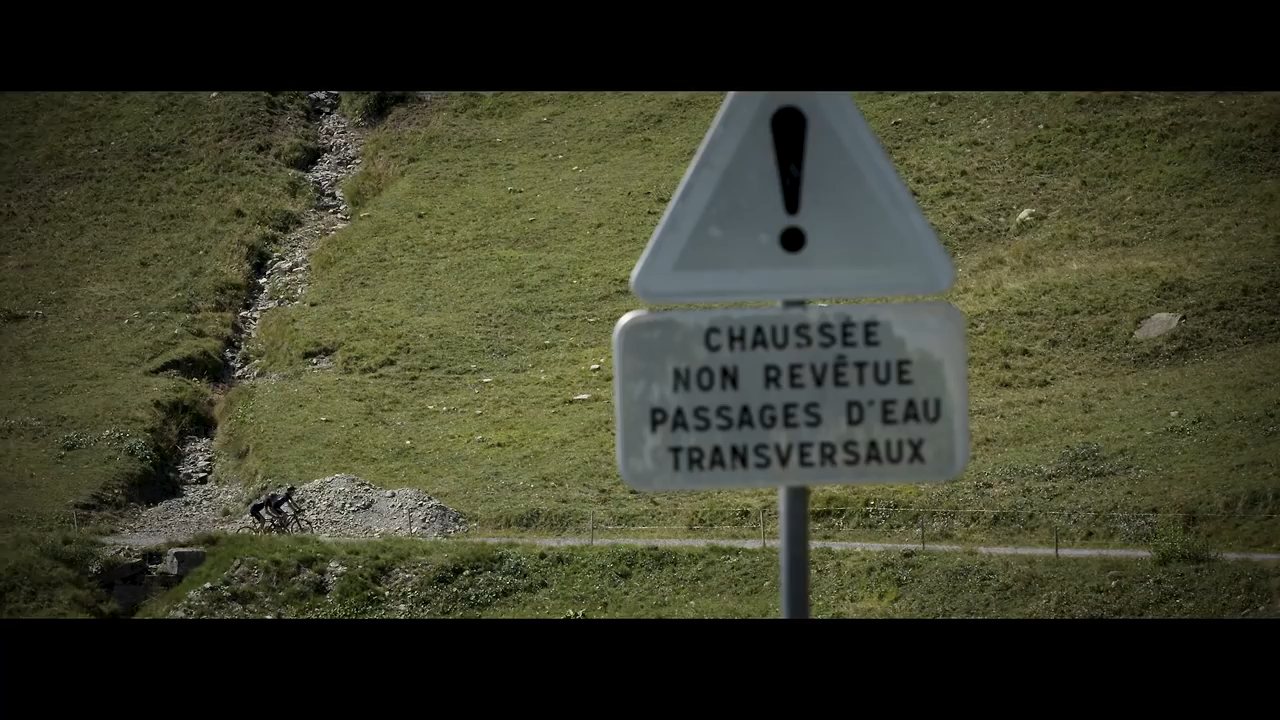 !
CHAUSSÉE
NON REVÊTUE
PASSAGES D'EAU
TRANSVERSAUX